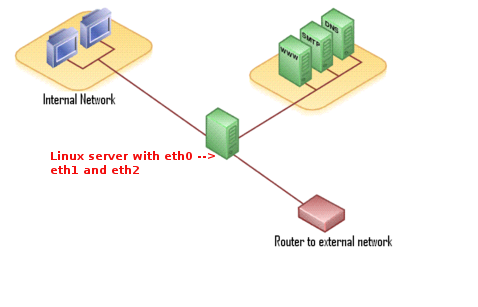 WWW
SMTP
DNS
Internal Network
Linux server with eth0 -->
eth1 and eth2
Router to external network